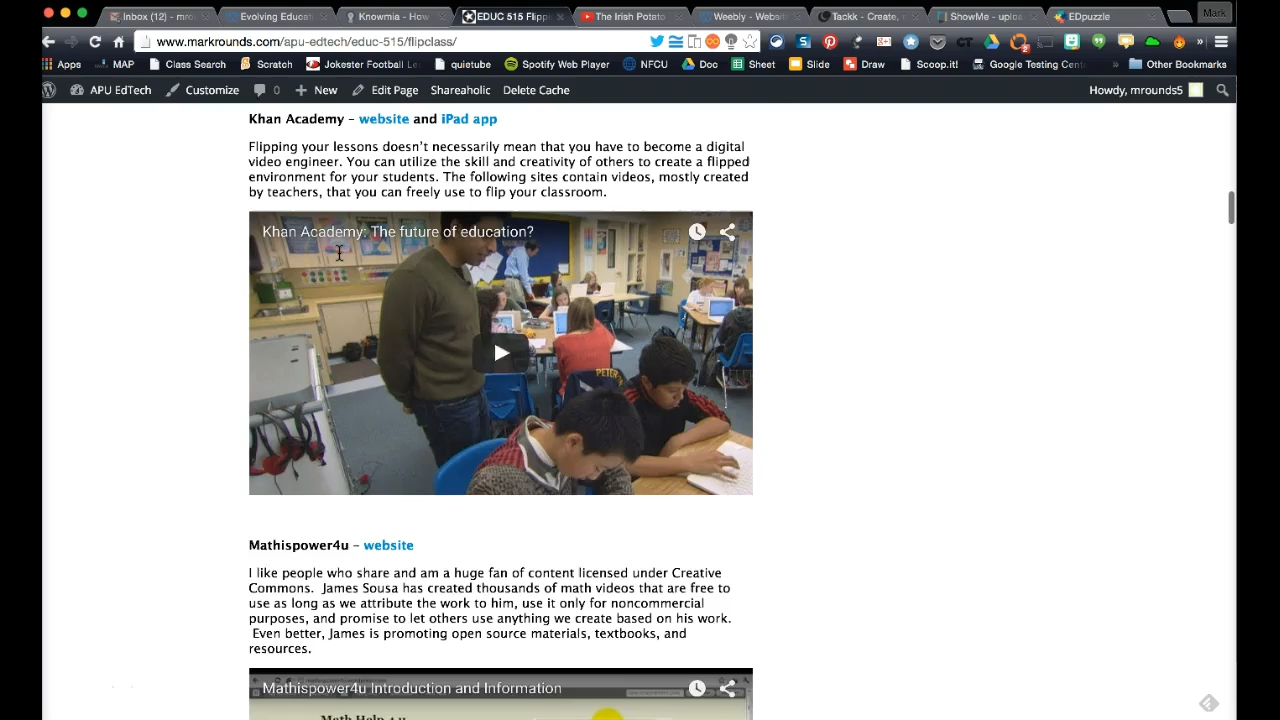 Inbox (12) - mro
Evolving Educati
Knowmia - How
EDUC 515 Flipp
The Irish Potato
Weebly - Websit
Tackk - Create,
ShowMe - uploa
EDpuzzle
Mark
www.markrounds.com/apu-edtech/educ-515/flipclass/
Apps
MAP
Class Search
Scratch
Jokester Football Le
quietube
Spotify Web Player
NFCU
Doc
Sheet
Slide
Draw
Scoop.it!
Google Testing Cent
»
Other Bookmarks
APU EdTech
Customize
0
New
Edit Page
Shareaholic
Delete Cache
Howdy, mrounds5
Khan Academy – website and iPad app
Flipping your lessons doesn't necessarily mean that you have to become a digital
video engineer. You can utilize the skill and creativity of others to create a flipped
environment for your students. The following sites contain videos, mostly created
by teachers, that you can freely use to flip your classroom.
Khan Academy: The future of education?
PETER
Mathispower4u – website
I like people who share and am a huge fan of content licensed under Creative
Commons. James Sousa has created thousands of math videos that are free to
use as long as we attribute the work to him, use it only for noncommercial
purposes, and promise to let others use anything we create based on his work.
Even better, James is promoting open source materials, textbooks, and
resources.
Mathispower4u Introduction and Information
Math Help 4 u